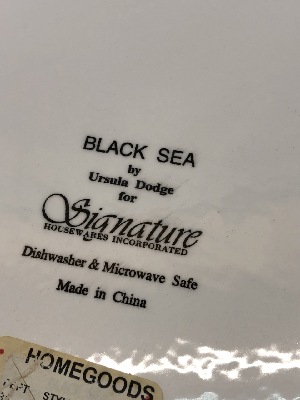 BLACK SEA
by
Ursula Dodge
for
Signature
HOUSEWARES INCORPORATED
Dishwasher & Microwave Safe
Made in China
HOMEGOODS